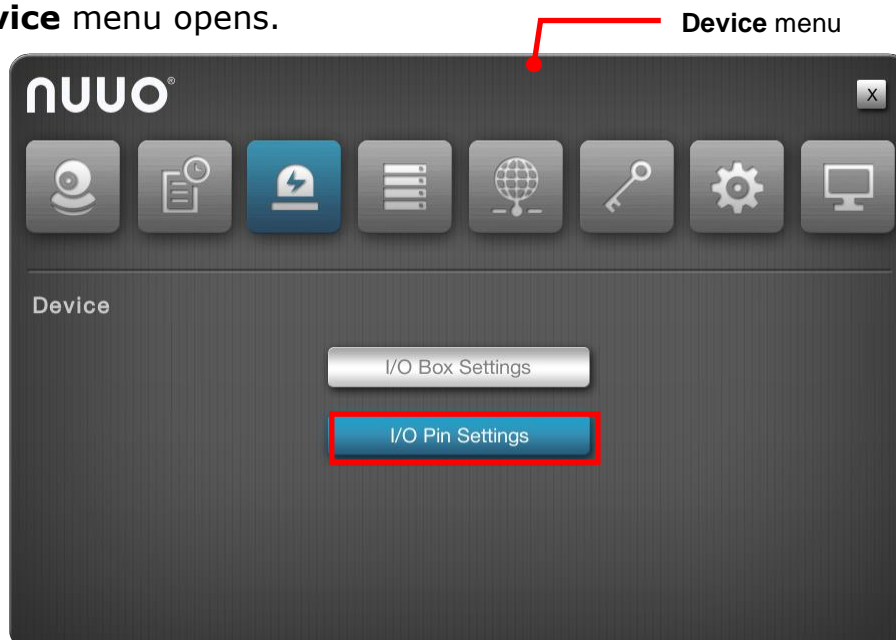 vice menu opens.
Device menu
NUUO®
X
Device
I/O Box Settings
I/O Pin Settings